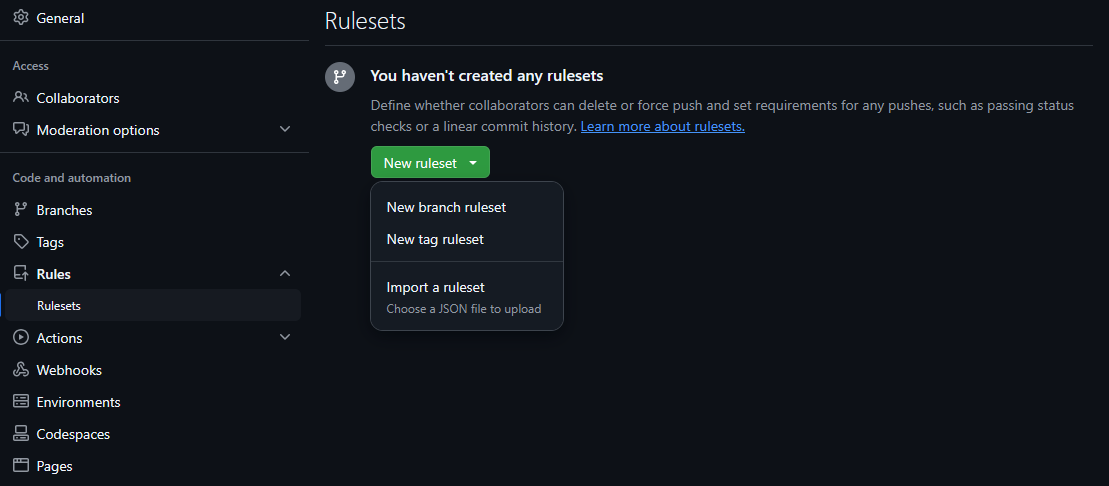 General
Access
Collaborators
Moderation options
Code and automation
Branches
Tags
Rules
Rulesets
Actions
Webhooks
Environments
Codespaces
Pages
Rulesets
You haven't created any rulesets
Define whether collaborators can delete or force push and set requirements for any pushes, such as passing status
checks or a linear commit history. Learn more about rulesets.
New ruleset
New branch ruleset
New tag ruleset
Import a ruleset
Choose a JSON file to upload